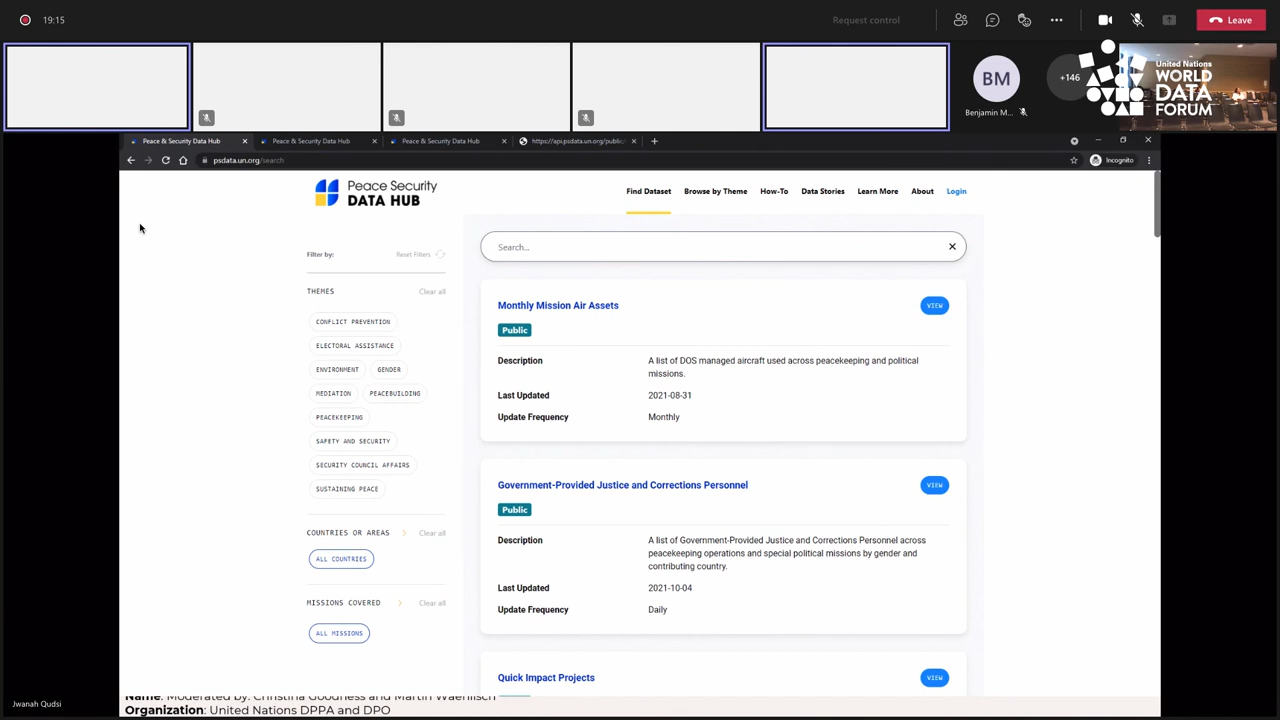 19:15
Request control
Leave
BM
Benjamin M...
+146
United Nations
WORLD
DATA
FORUM
Peace & Security Data Hub
Peace & Security Data Hub
Peace & Security Data Hub
https://api.psdata.un.org/public
psdata.un.org/search
Incognito
Peace Security
DATA HUB
Find Dataset
Browse by Theme
How-To
Data Stories
Learn More
About
Login
Search...
Filter by:
Reset Filters
THEMES
Clear all
CONFLICT PREVENTION
ELECTORAL ASSISTANCE
ENVIRONMENT
GENDER
MEDIATION
PEACEBUILDING
PEACEKEEPING
SAFETY AND SECURITY
SECURITY COUNCIL AFFAIRS
SUSTAINING PEACE
COUNTRIES OR AREAS
Clear all
ALL COUNTRIES
MISSIONS COVERED
Clear all
ALL MISSIONS
Monthly Mission Air Assets
VIEW
Public
Description
A list of DOS managed aircraft used across peacekeeping and political
missions.
Last Updated
2021-08-31
Update Frequency
Monthly
Government-Provided Justice and Corrections Personnel
VIEW
Public
Description
A list of Government-Provided Justice and Corrections Personnel across
peacekeeping operations and special political missions by gender and
contributing country.
Last Updated
2021-10-04
Update Frequency
Daily
Quick Impact Projects
VIEW
Name: Moderated by: Christina Goodness and Martin Waehlisch
Organization: United Nations DPPA and DPO
Jwanah Qudsi